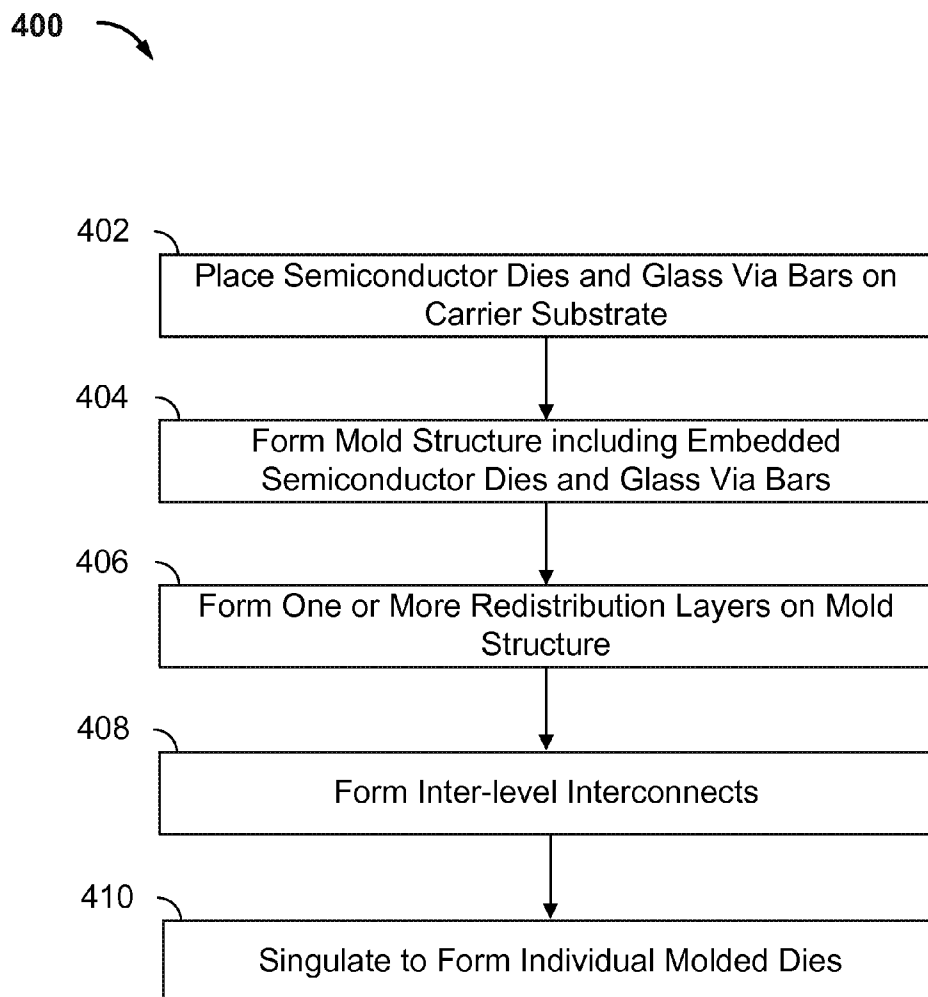 400
402
Place Semiconductor Dies and Glass Via Bars on
Carrier Substrate
404
Form Mold Structure including Embedded
Semiconductor Dies and Glass Via Bars
406
Form One or More Redistribution Layers on Mold
Structure
408
Form Inter-level Interconnects
410
Singulate to Form Individual Molded Dies